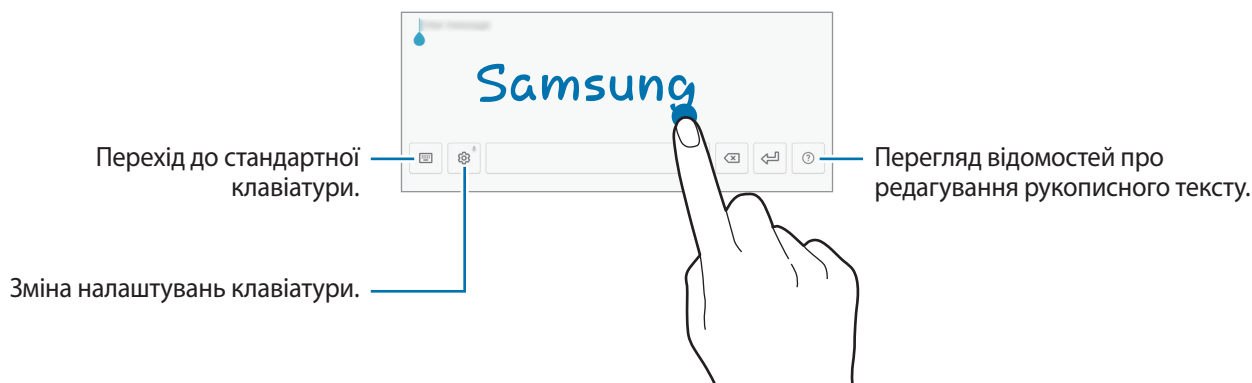 Samsung
Перехід до стандартної
клавіатури.
Зміна налаштувань клавіатури.
Перегляд відомостей про
редагування рукописного тексту.